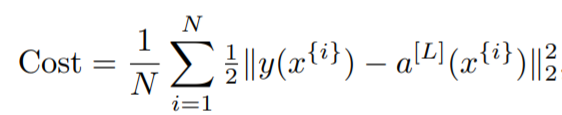 Cost = \frac{1}{N} \sum_{i=1}^{N} \frac{1}{2} \| y(x^{\{i\}}) - a^{[L]}(x^{\{i\}}) \|_2^2.